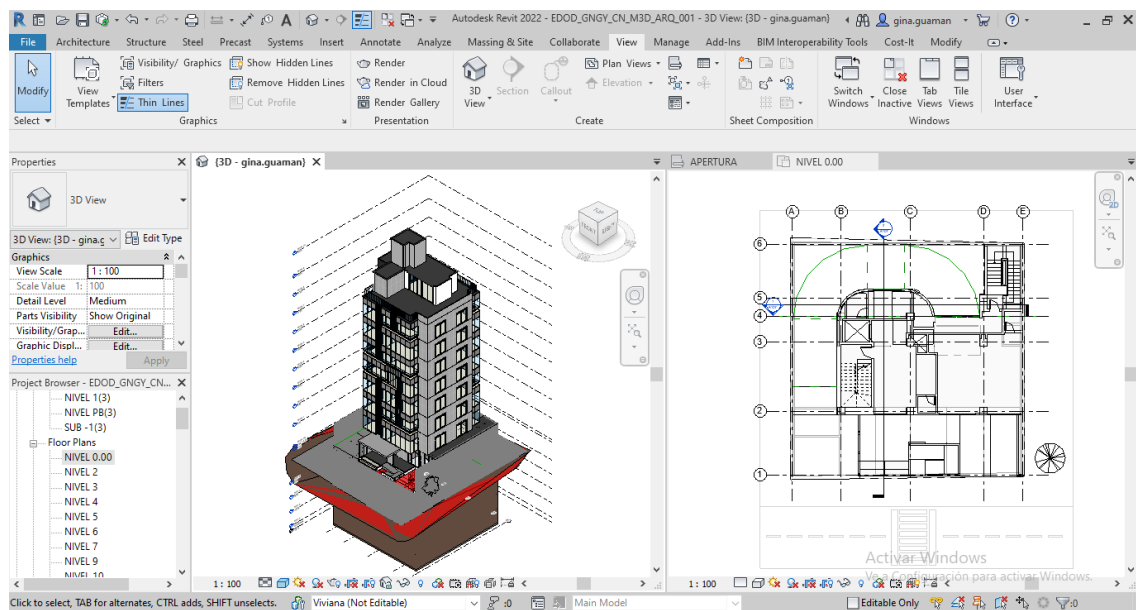 Autodesk Revit 2022 - EDOD_GNGY_CN_M3D_ARQ_001 - 3D View: {3D - gina.guaman}
gina.guaman
File Architecture Structure Steel Precast Systems Insert Annotate Analyze Massing & Site Collaborate View Manage Add-Ins BIM Interoperability Tools Cost-It Modify
Modify
View Templates
Visibility/ Graphics
Filters
Thin Lines
Show Hidden Lines
Remove Hidden Lines
Cut Profile
Render
Render in Cloud
Render Gallery
3D View
Section
Callout
Plan Views
Elevation
Switch Windows
Close Inactive
Tab Views
Tile Views
User Interface
Select
Graphics
Presentation
Create
Sheet Composition
Windows
Properties
3D View
3D View: {3D - gina.g
Edit Type
Graphics
View Scale 1 : 100
Scale Value 1: 100
Detail Level Medium
Parts Visibility Show Original
Visibility/Grap... Edit...
Graphic Displ... Edit...
Properties help Apply
Project Browser - EDOD_GNGY_CN...
NIVEL 1(3)
NIVEL PB(3)
SUB -1(3)
Floor Plans
NIVEL 0.00
NIVEL 2
NIVEL 3
NIVEL 4
NIVEL 5
NIVEL 6
NIVEL 7
NIVEL 9
NIVEL 10
{3D - gina.guaman}
FRONT
1 : 100
APERTURA
NIVEL 0.00
A B C D E
6
5
4
3
2
1
2D
Activar Windows
Ve a Configuración para activar Windows.
1 : 100
Click to select, TAB for alternates, CTRL adds, SHIFT unselects.
Viviana (Not Editable)
:0
Main Model
Editable Only
:0